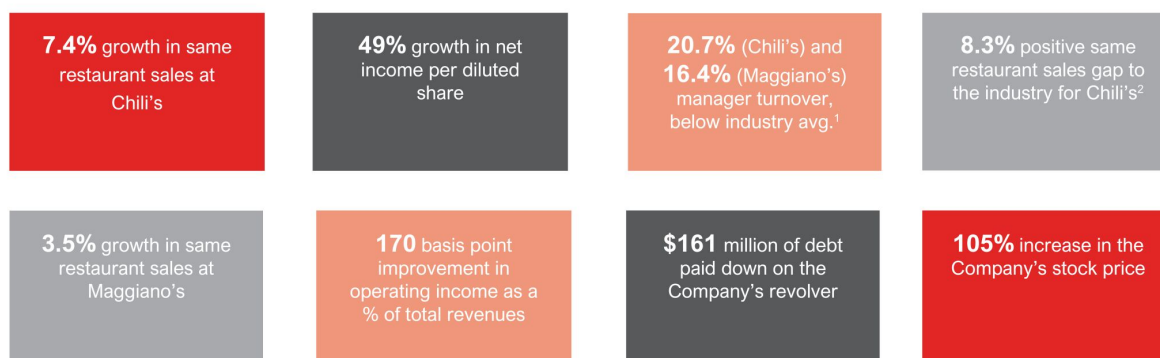 7.4% growth in same
restaurant sales at
Chili’s
49% growth in net
income per diluted
share
20.7% (Chili’s) and
16.4% (Maggiano’s)
manager turnover,
below industry avg.¹
8.3% positive same
restaurant sales gap to
the industry for Chili’s²
3.5% growth in same
restaurant sales at
Maggiano’s
170 basis point
improvement in
operating income as a
% of total revenues
$161 million of debt
paid down on the
Company’s revolver
105% increase in the
Company’s stock price